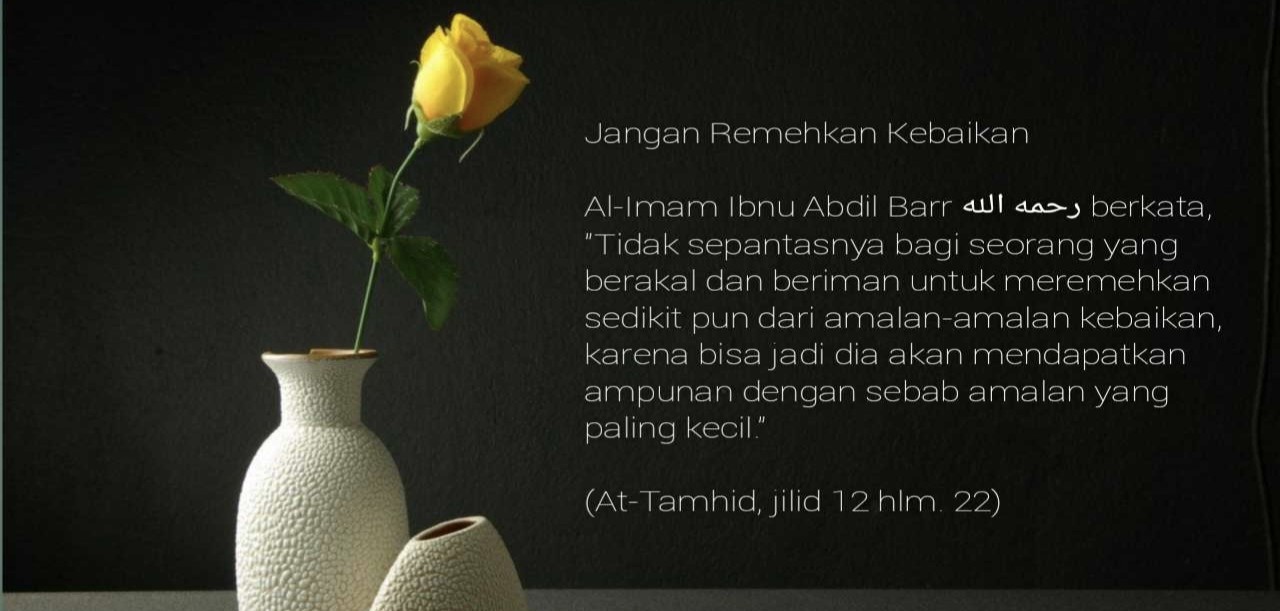 Jangan Remehkan Kebaikan
Al-Imam Ibnu Abdil Barr رحمه الله berkata,
"Tidak sepantasnya bagi seorang yang
berakal dan beriman untuk meremehkan
sedikit pun dari amalan-amalan kebaikan,
karena bisa jadi dia akan mendapatkan
ampunan dengan sebab amalan yang
paling kecil."
(At-Tamhid, jilid 12 hlm. 22)